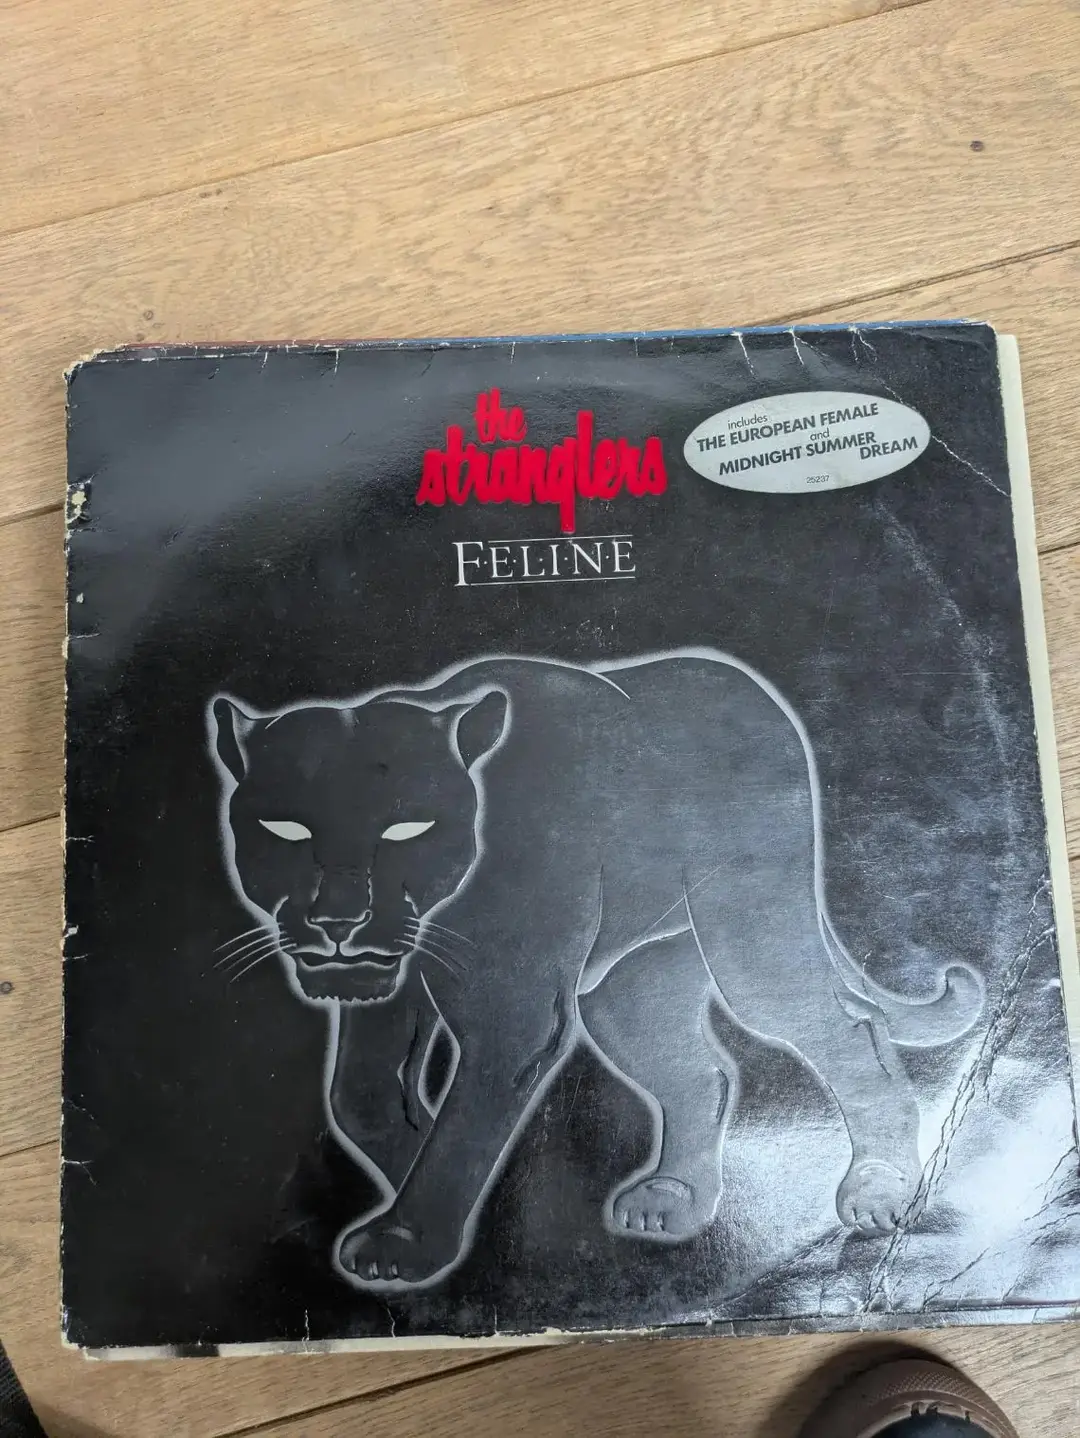 the
stranglers
F·E·L·I·N·E
includes
THE EUROPEAN FEMALE
and
MIDNIGHT SUMMER
DREAM
25237